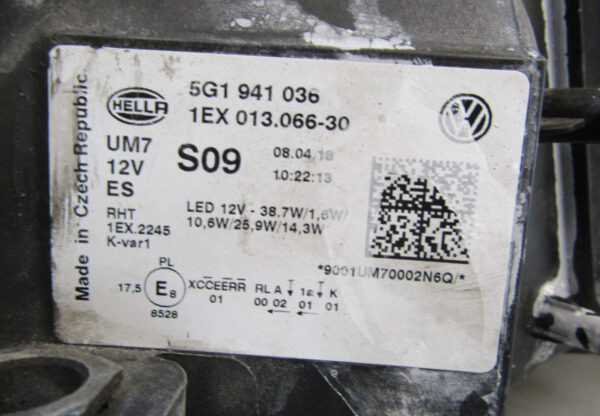 Made in Czech Republic
HELLA
5G1 941 036
1EX 013.066-30
UM7
12V
ES
S09
08.04.18
10:22:13
RHT
1EX.2245
K-var1
LED 12V - 38.7W/1,6W/
10,6W/25,9W/14,3W
*9001UM70002N6Q/*
PL
17,5 E8
8528
XCCEERR RL A 1a K
01 00 02 01 01